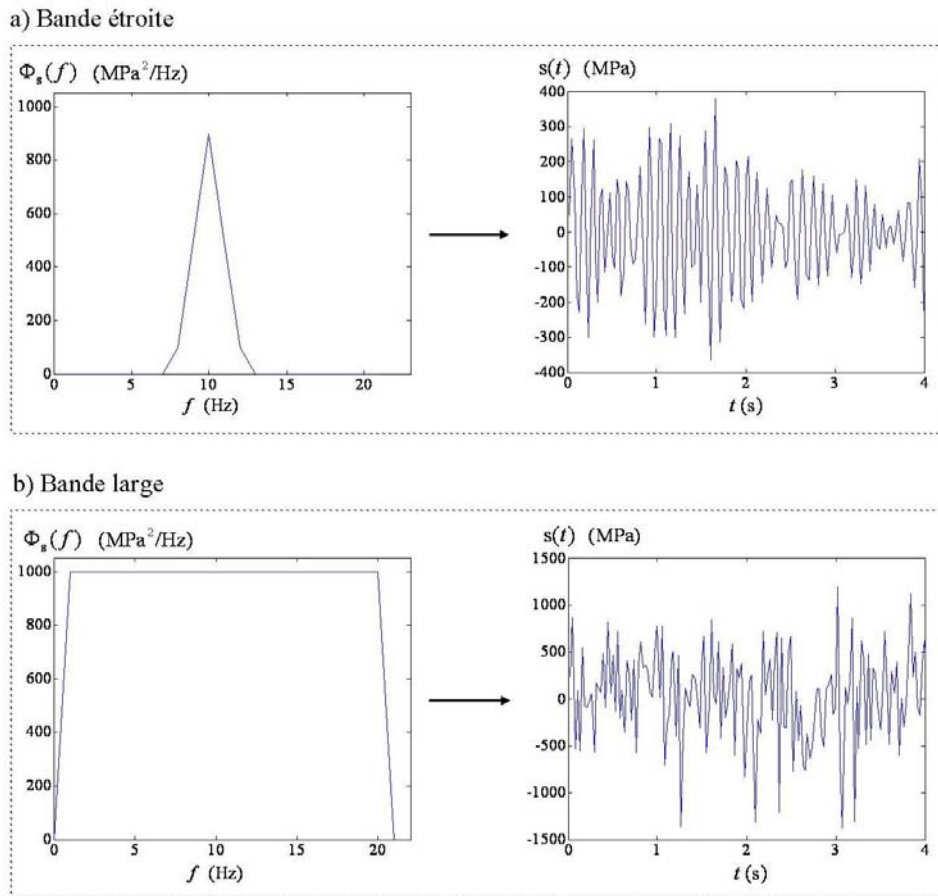 a) Bande étroite
Φₛ(f) (MPa²/Hz)
1000
800
600
400
200
0
0 5 10 15 20
f (Hz)
s(t) (MPa)
400
300
200
100
0
-100
-200
-300
-400
0 1 2 3 4
t (s)
b) Bande large
Φₛ(f) (MPa²/Hz)
1000
800
600
400
200
0
0 5 10 15 20
f (Hz)
s(t) (MPa)
1500
1000
500
0
-500
-1000
-1500
0 1 2 3 4
t (s)